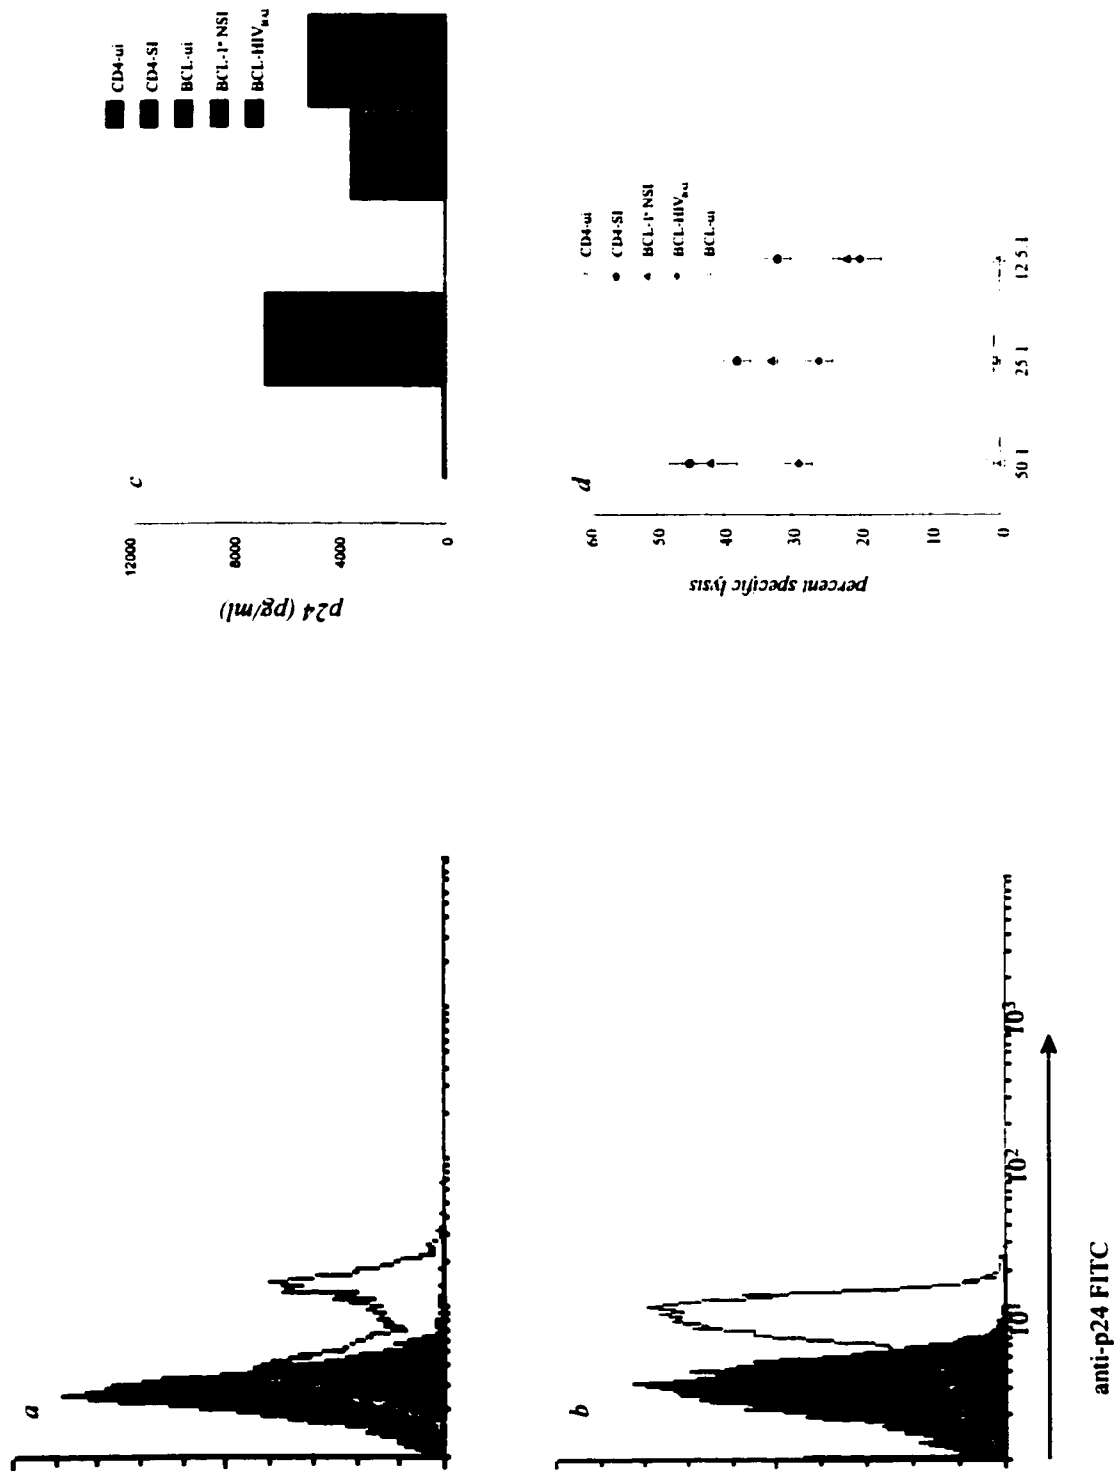 a
b
10¹
10²
10³
anti-p24 FITC
c
p24 (pg/ml)
12000
8000
4000
0
CD4-ui
CD4-SI
BCL-ui
BCL-1° NSI
d
percent specific lysis
60
50
40
30
20
10
0
50 1
25 1
12 5 1
CD4-ui
CD4-SI
BCL-1° NSI
BCL-ui